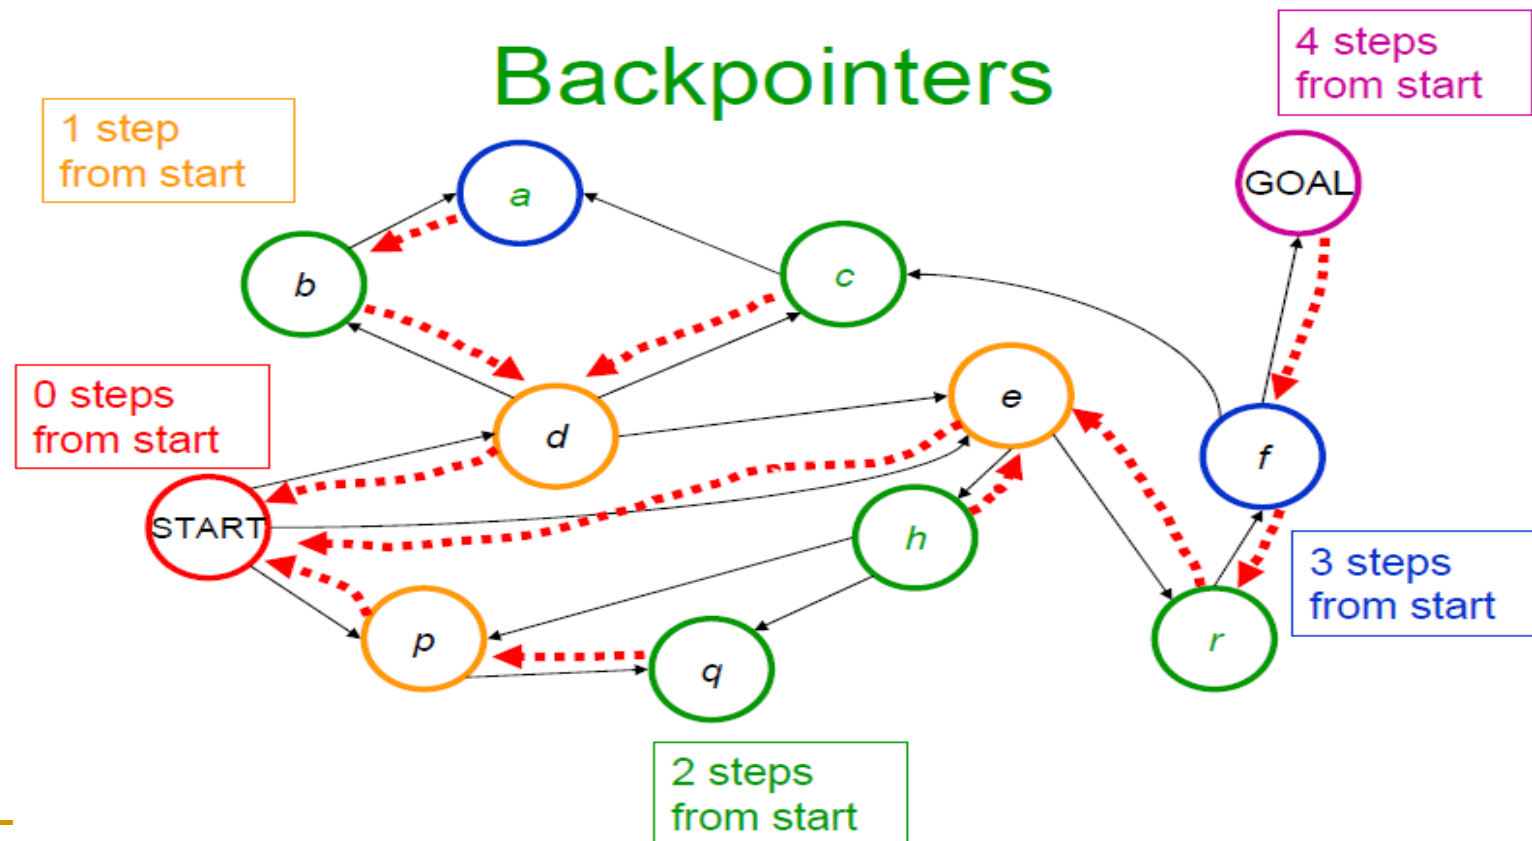 Backpointers
4 steps
from start
1 step
from start
a
GOAL
b
c
0 steps
from start
d
e
f
START
h
3 steps
from start
p
q
r
2 steps
from start